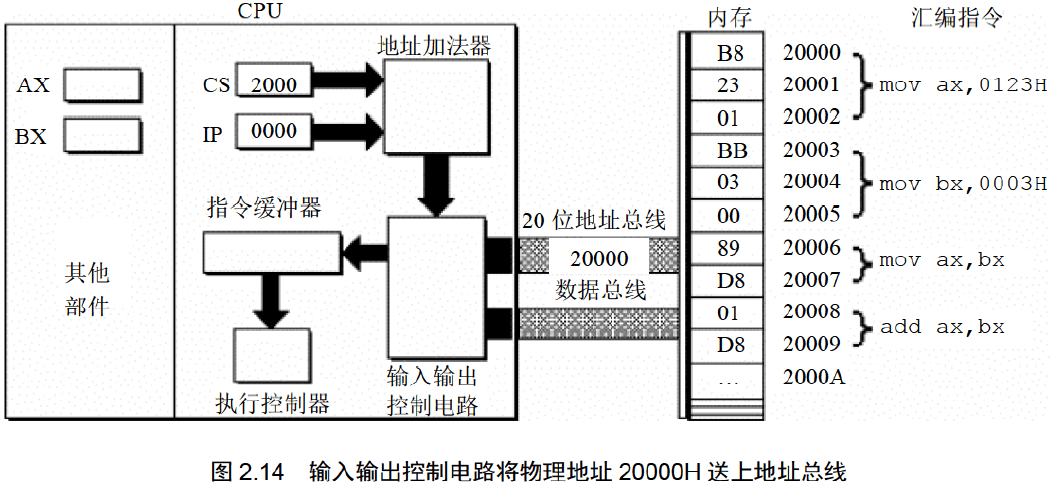 CPU
内存 汇编指令
地址加法器
B8 20000
AX CS 2000 23 20001 mov ax,0123H
01 20002
BX IP 0000 BB 20003
03 20004 mov bx,0003H
指令缓冲器 00 20005
20 位地址总线
89 20006
20000 mov ax,bx
其他 数据总线 D8 20007
部件 01 20008
add ax,bx
D8 20009
输入输出 ... 2000A
执行控制器 控制电路
图 2.14 输入输出控制电路将物理地址 20000H 送上地址总线